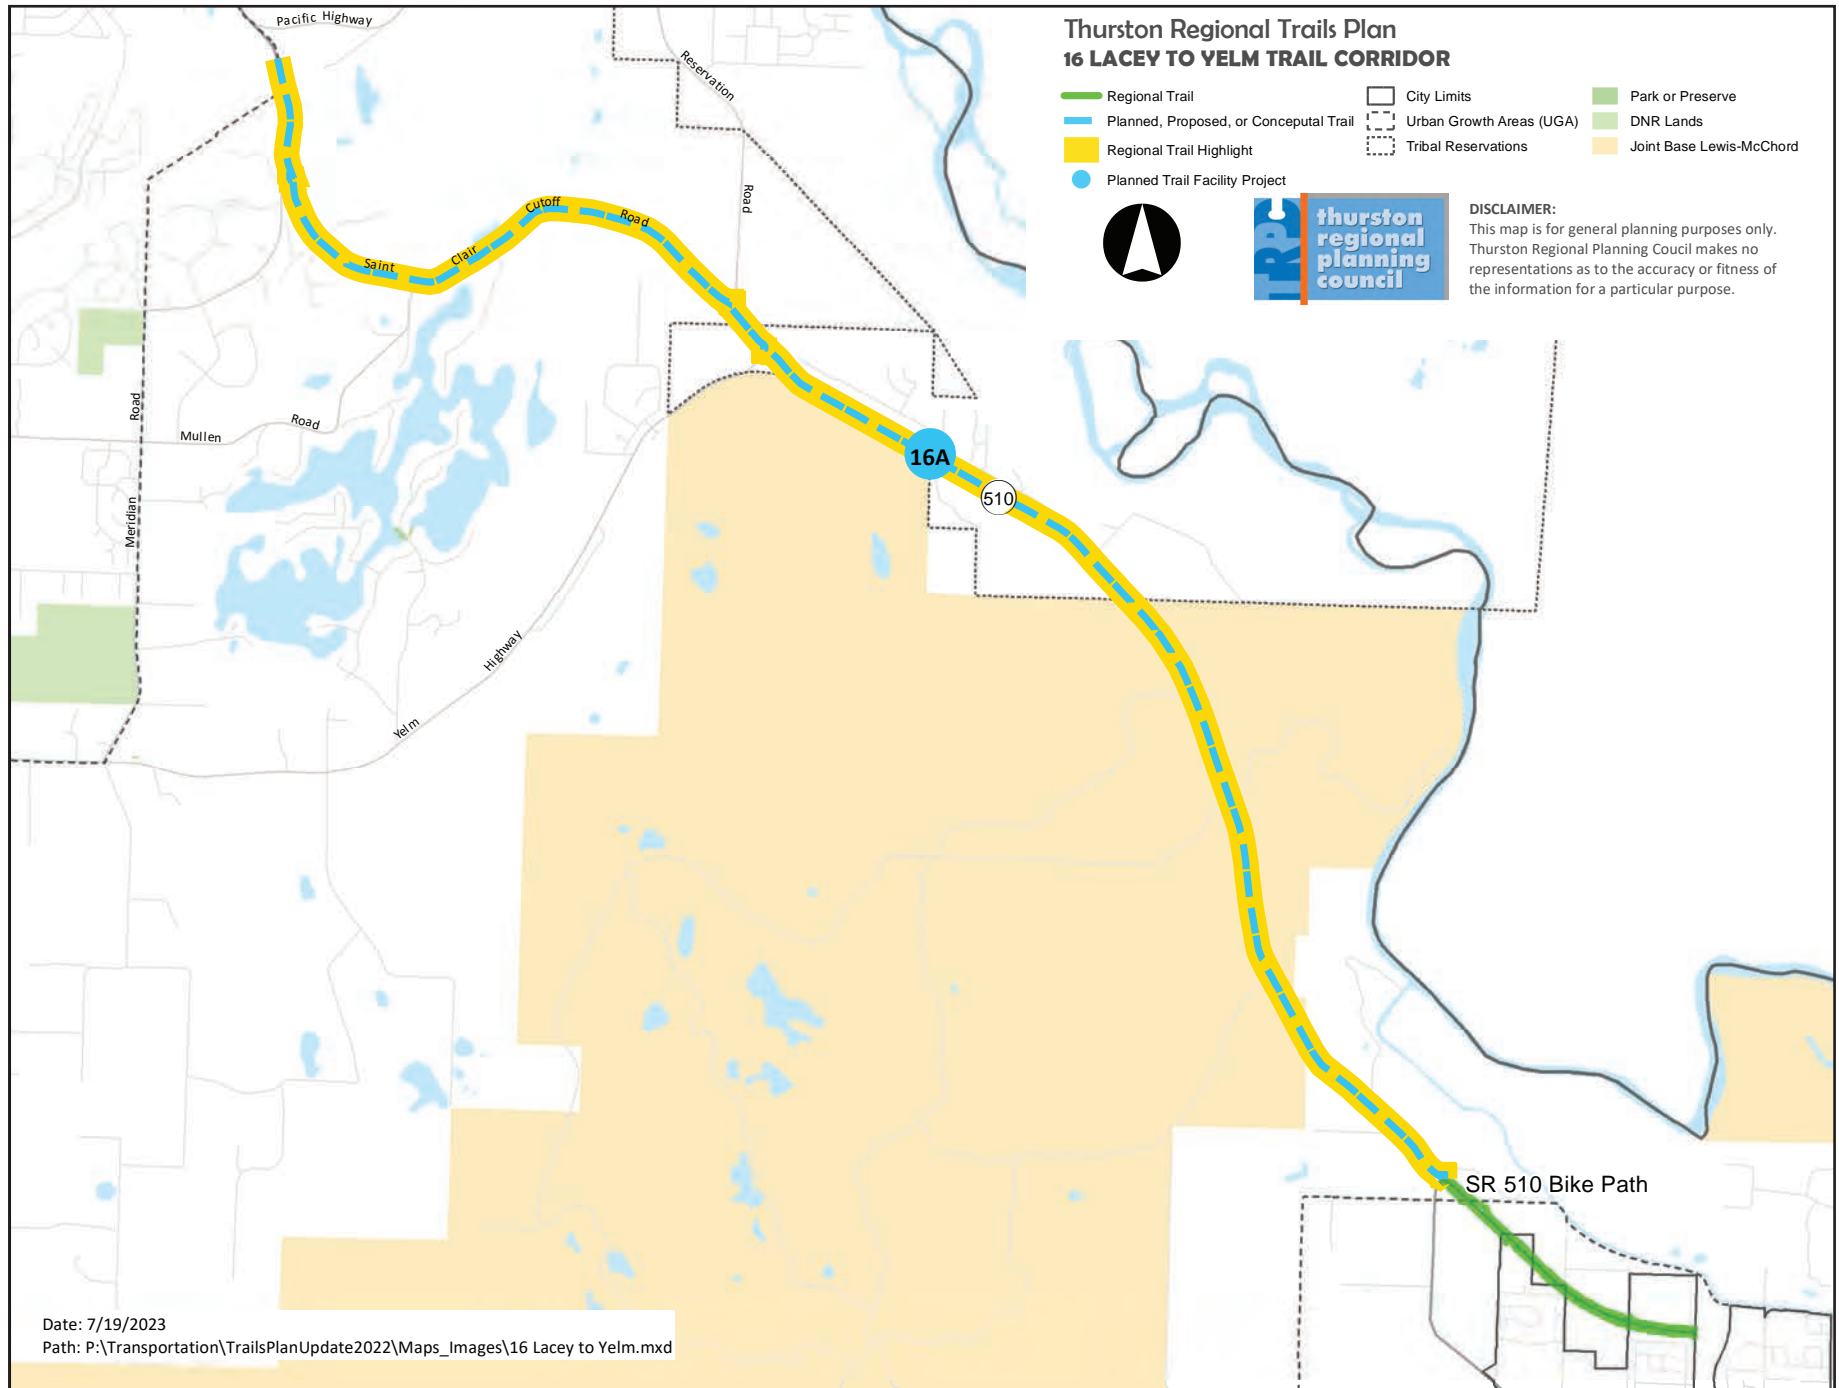 Thurston Regional Trails Plan
16 LACEY TO YELM TRAIL CORRIDOR
Regional Trail
Planned, Proposed, or Conceputal Trail
Regional Trail Highlight
Planned Trail Facility Project
City Limits
Urban Growth Areas (UGA)
Tribal Reservations
Park or Preserve
DNR Lands
Joint Base Lewis-McChord
TRPC
thurston
regional
planning
council
DISCLAIMER:
This map is for general planning purposes only.
Thurston Regional Planning Coucil makes no
representations as to the accuracy or fitness of
the information for a particular purpose.
Pacific Highway
Reservation
Road
Saint
Clair
Cutoff
Road
Road
Meridian
Mullen
Road
Yelm
Highway
16A
510
SR 510 Bike Path
Date: 7/19/2023
Path: P:\Transportation\TrailsPlanUpdate2022\Maps_Images\16 Lacey to Yelm.mxd